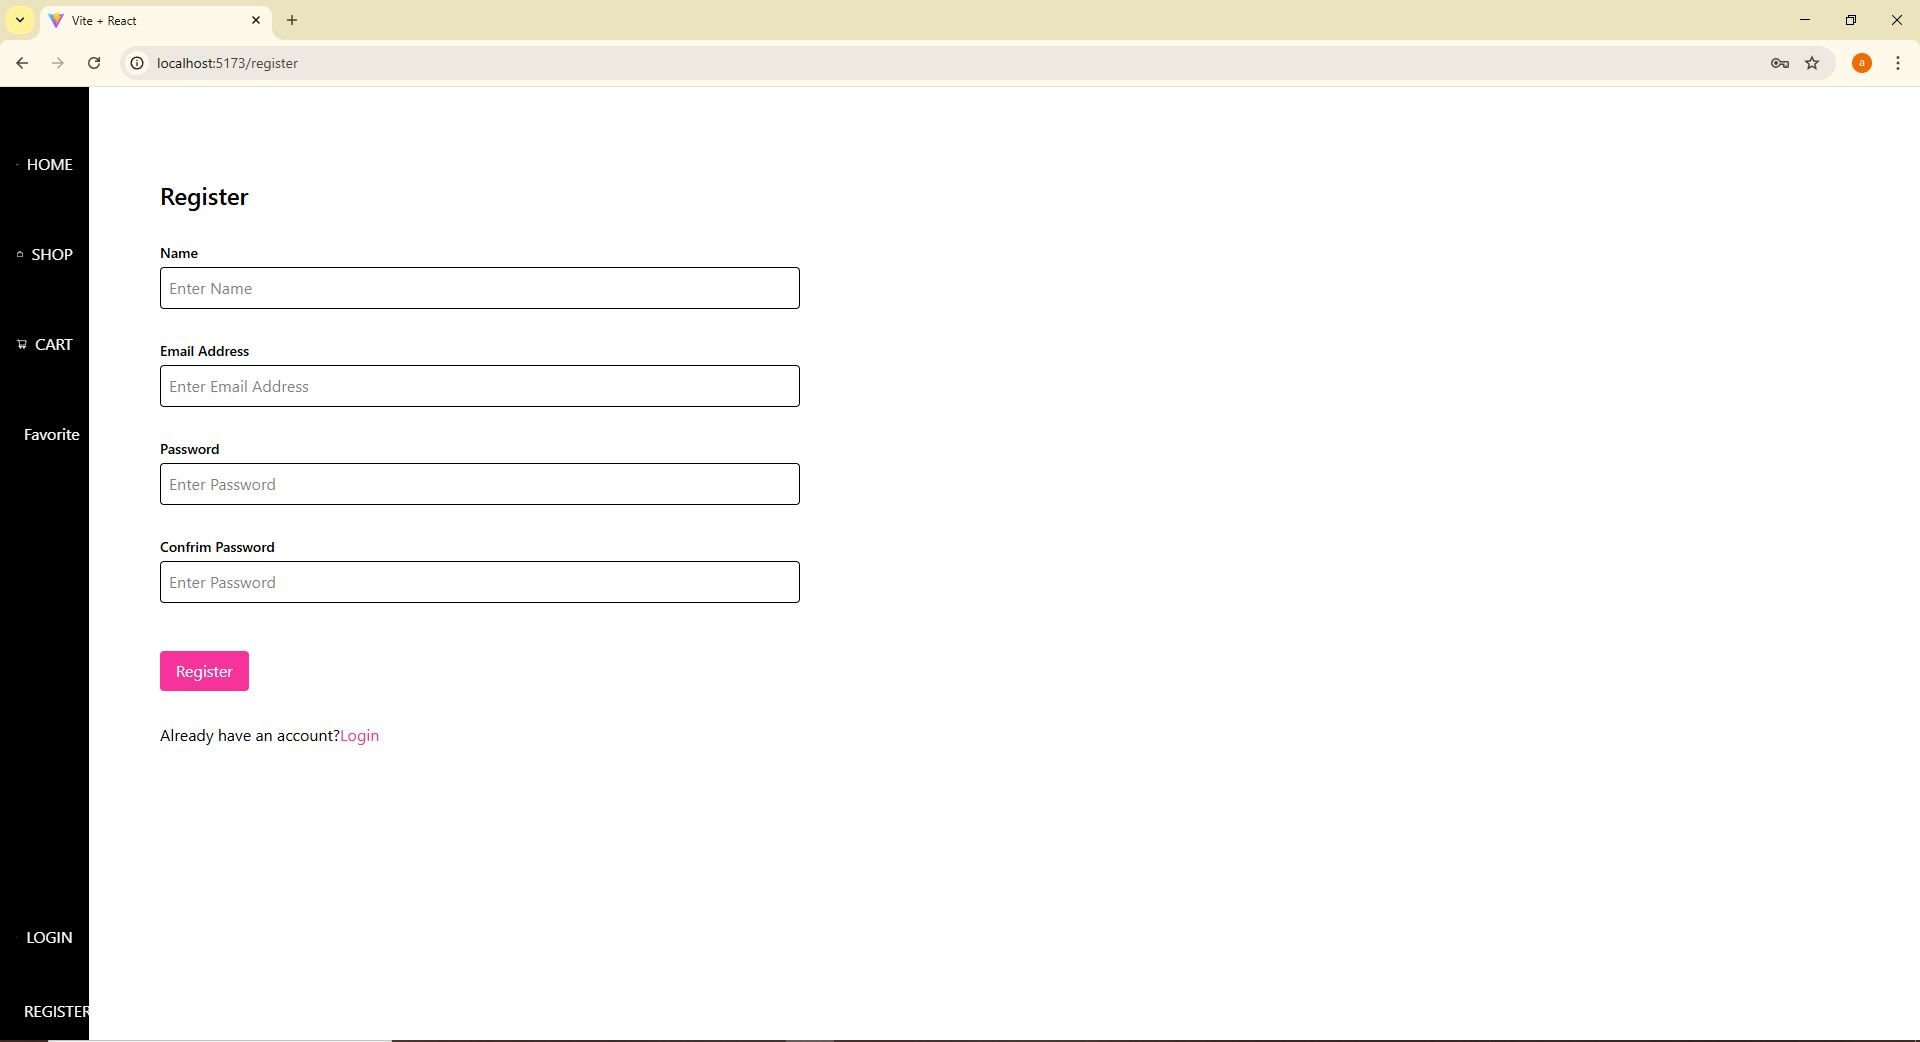 Vite + React
localhost:5173/register
a
HOME
SHOP
CART
Favorite
LOGIN
REGISTER
Register
Name
Enter Name
Email Address
Enter Email Address
Password
Enter Password
Confrim Password
Enter Password
Register
Already have an account?Login